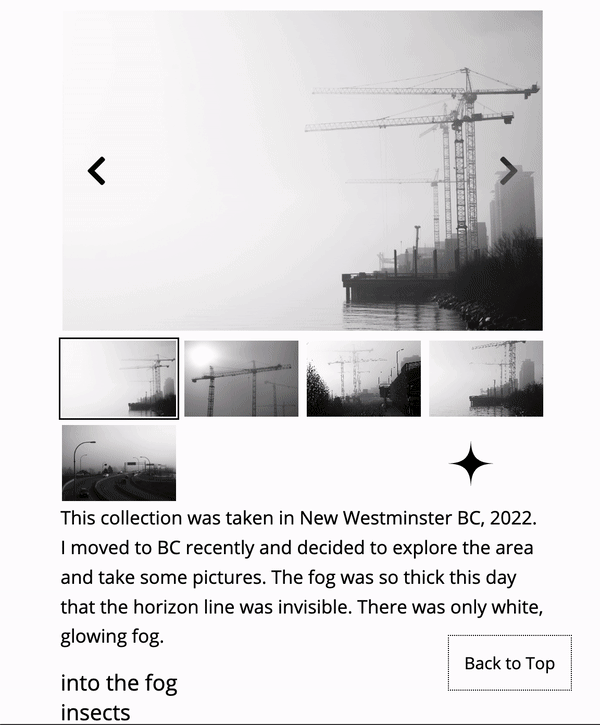 This collection was taken in New Westminster BC, 2022.
I moved to BC recently and decided to explore the area
and take some pictures. The fog was so thick this day
that the horizon line was invisible. There was only white,
glowing fog.
Back to Top
into the fog
insects